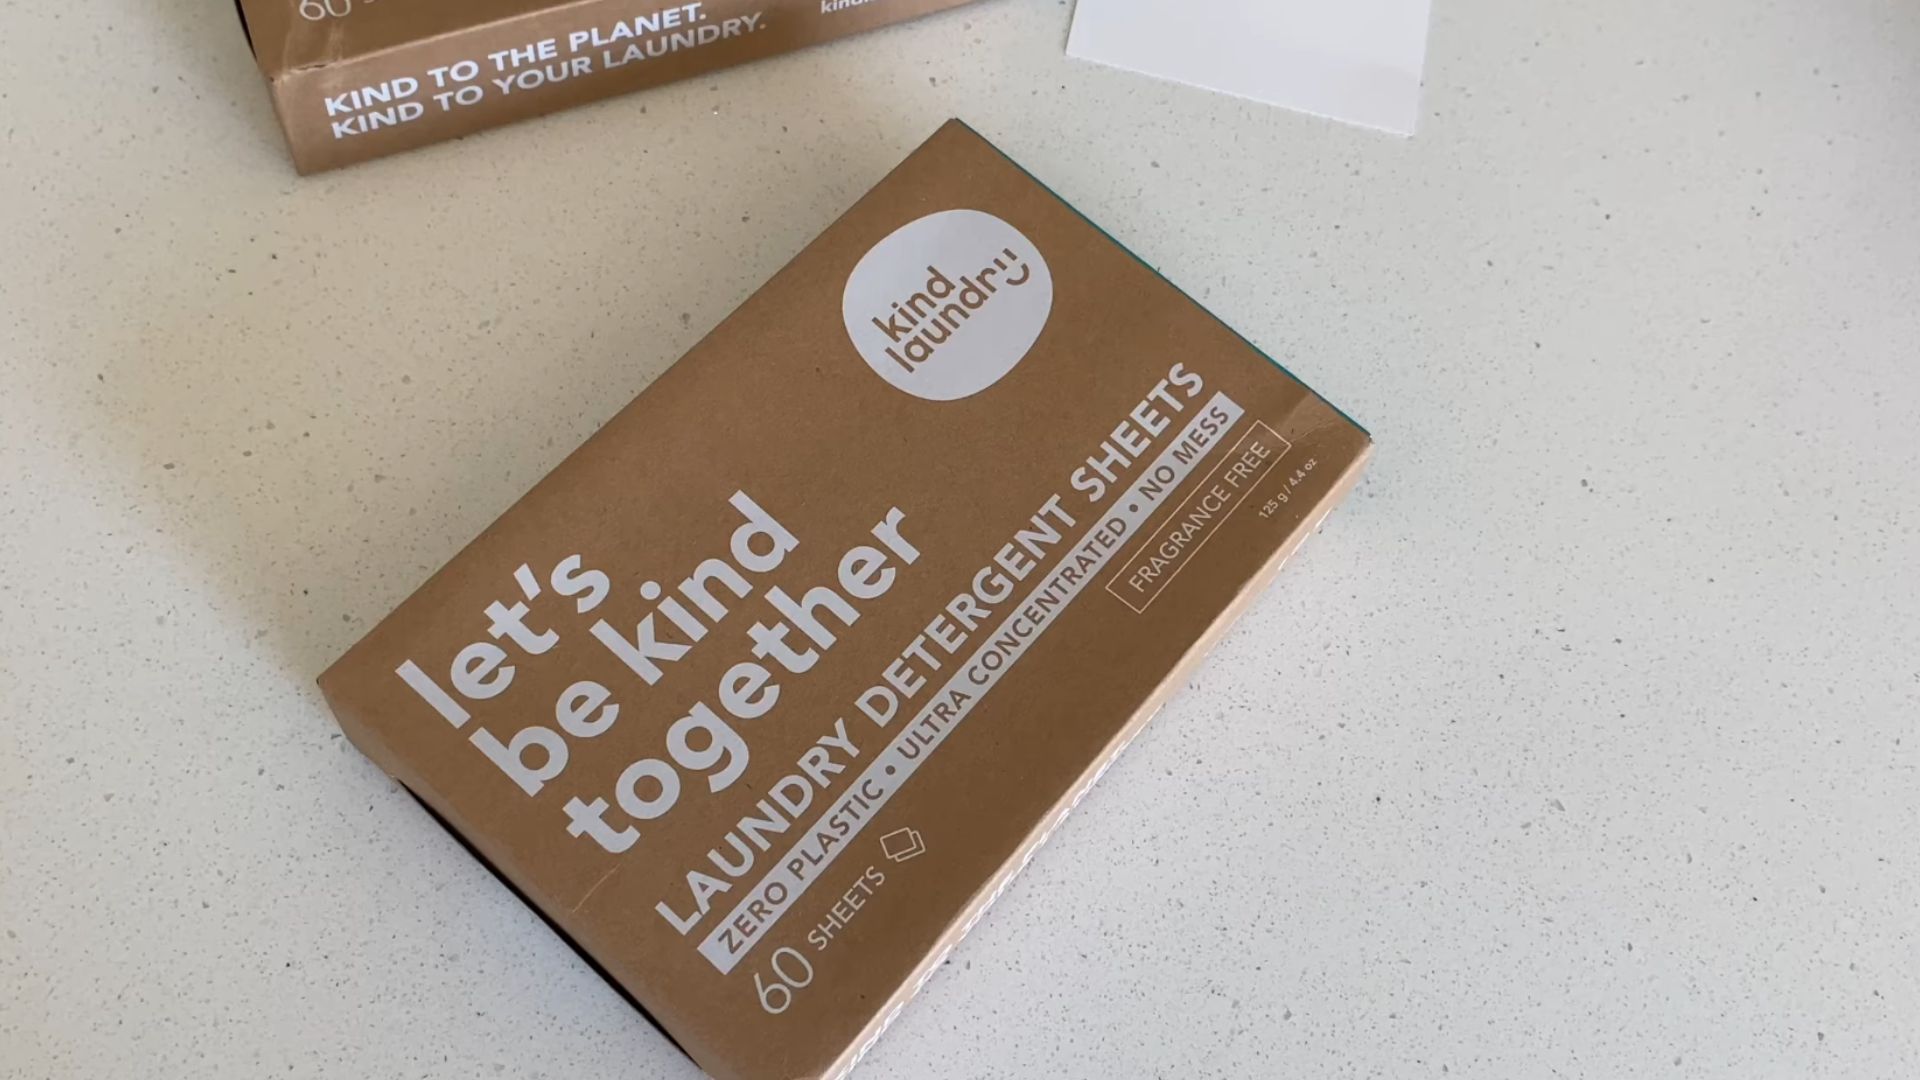 60
KIND TO THE PLANET.
KIND TO YOUR LAUNDRY.
kind
laundry
let's
be kind
together
LAUNDRY DETERGENT SHEETS
ZERO PLASTIC • ULTRA CONCENTRATED • NO MESS
60 SHEETS
FRAGRANCE FREE
125 g / 4.4 oz